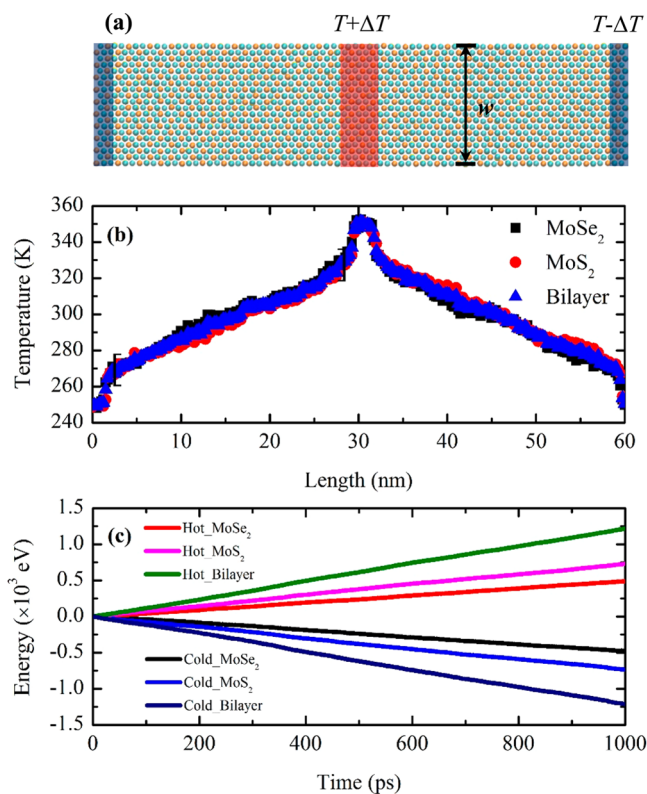 (a) T+ΔT T-ΔT
w
(b)
360
340
320
300
280
260
240
Temperature (K)
MoSe₂
MoS₂
Bilayer
0 10 20 30 40 50 60
Length (nm)
(c)
1.5
1.0
0.5
0.0
-0.5
-1.0
-1.5
Energy (×10³ eV)
Hot_MoSe₂
Hot_MoS₂
Hot_Bilayer
Cold_MoSe₂
Cold_MoS₂
Cold_Bilayer
0 200 400 600 800 1000
Time (ps)